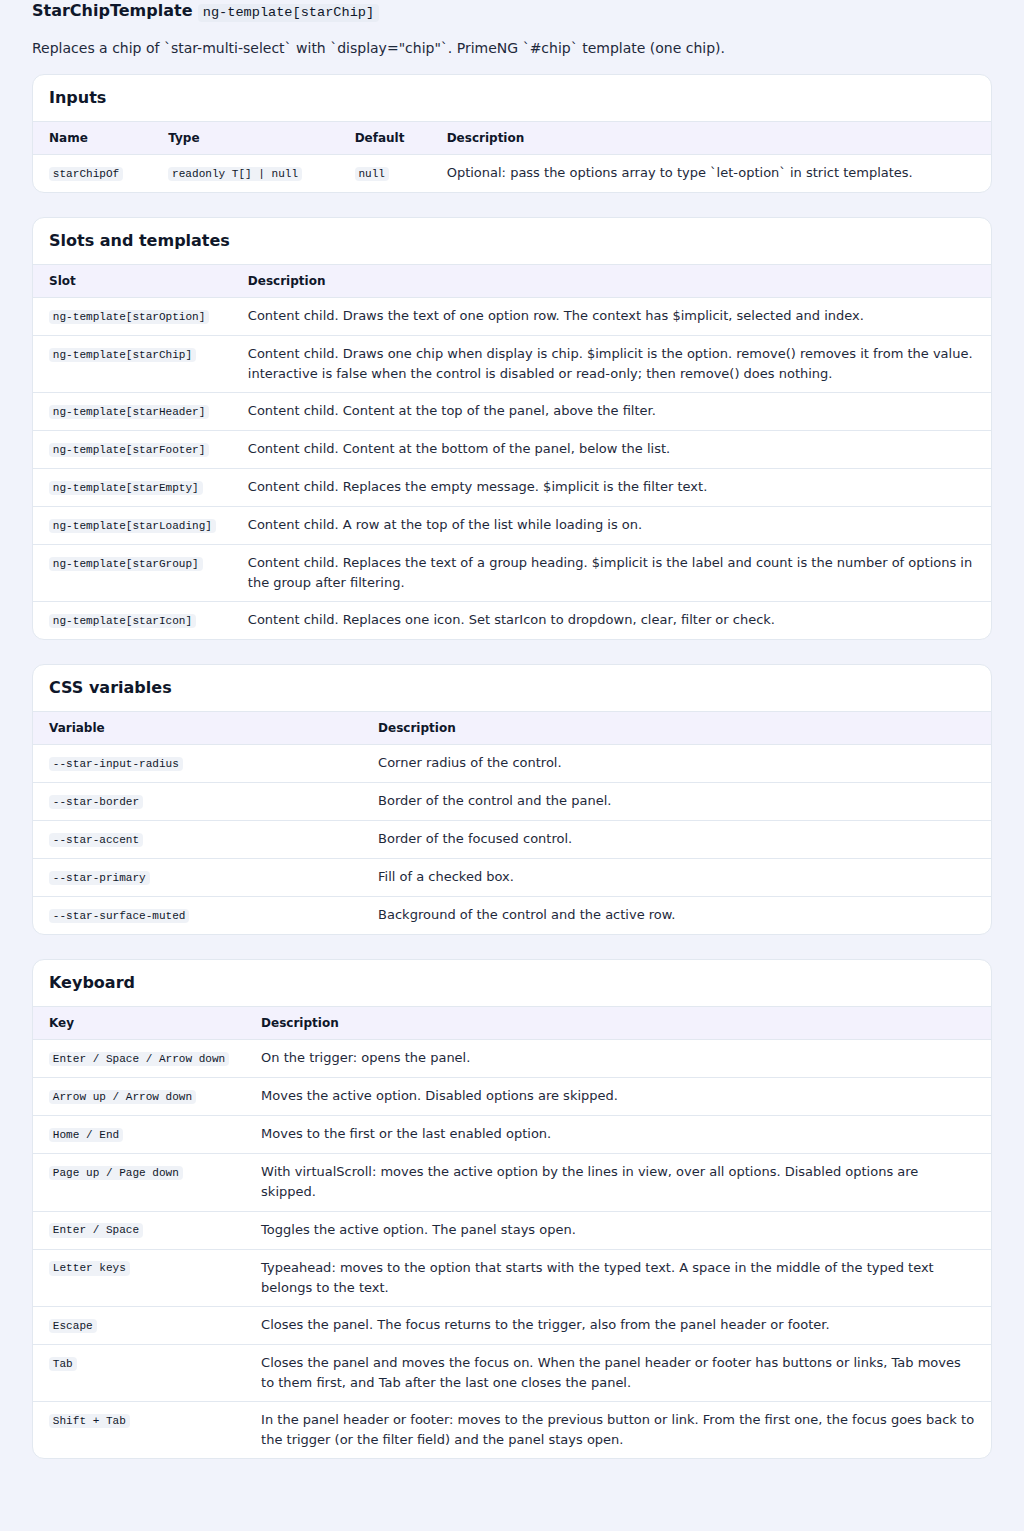 StarChipTemplate ng-template[starChip]
Replaces a chip of `star-multi-select` with `display="chip"`. PrimeNG `#chip` template (one chip).
Inputs
Name Type Default Description
starChipOf readonly T[] | null null Optional: pass the options array to type `let-option` in strict templates.
Slots and templates
Slot Description
ng-template[starOption] Content child. Draws the text of one option row. The context has $implicit, selected and index.
ng-template[starChip] Content child. Draws one chip when display is chip. $implicit is the option. remove() removes it from the value.
interactive is false when the control is disabled or read-only; then remove() does nothing.
ng-template[starHeader] Content child. Content at the top of the panel, above the filter.
ng-template[starFooter] Content child. Content at the bottom of the panel, below the list.
ng-template[starEmpty] Content child. Replaces the empty message. $implicit is the filter text.
ng-template[starLoading] Content child. A row at the top of the list while loading is on.
ng-template[starGroup] Content child. Replaces the text of a group heading. $implicit is the label and count is the number of options in
the group after filtering.
ng-template[starIcon] Content child. Replaces one icon. Set starIcon to dropdown, clear, filter or check.
CSS variables
Variable Description
--star-input-radius Corner radius of the control.
--star-border Border of the control and the panel.
--star-accent Border of the focused control.
--star-primary Fill of a checked box.
--star-surface-muted Background of the control and the active row.
Keyboard
Key Description
Enter / Space / Arrow down On the trigger: opens the panel.
Arrow up / Arrow down Moves the active option. Disabled options are skipped.
Home / End Moves to the first or the last enabled option.
Page up / Page down With virtualScroll: moves the active option by the lines in view, over all options. Disabled options are
skipped.
Enter / Space Toggles the active option. The panel stays open.
Letter keys Typeahead: moves to the option that starts with the typed text. A space in the middle of the typed text
belongs to the text.
Escape Closes the panel. The focus returns to the trigger, also from the panel header or footer.
Tab Closes the panel and moves the focus on. When the panel header or footer has buttons or links, Tab moves
to them first, and Tab after the last one closes the panel.
Shift + Tab In the panel header or footer: moves to the previous button or link. From the first one, the focus goes back to
the trigger (or the filter field) and the panel stays open.